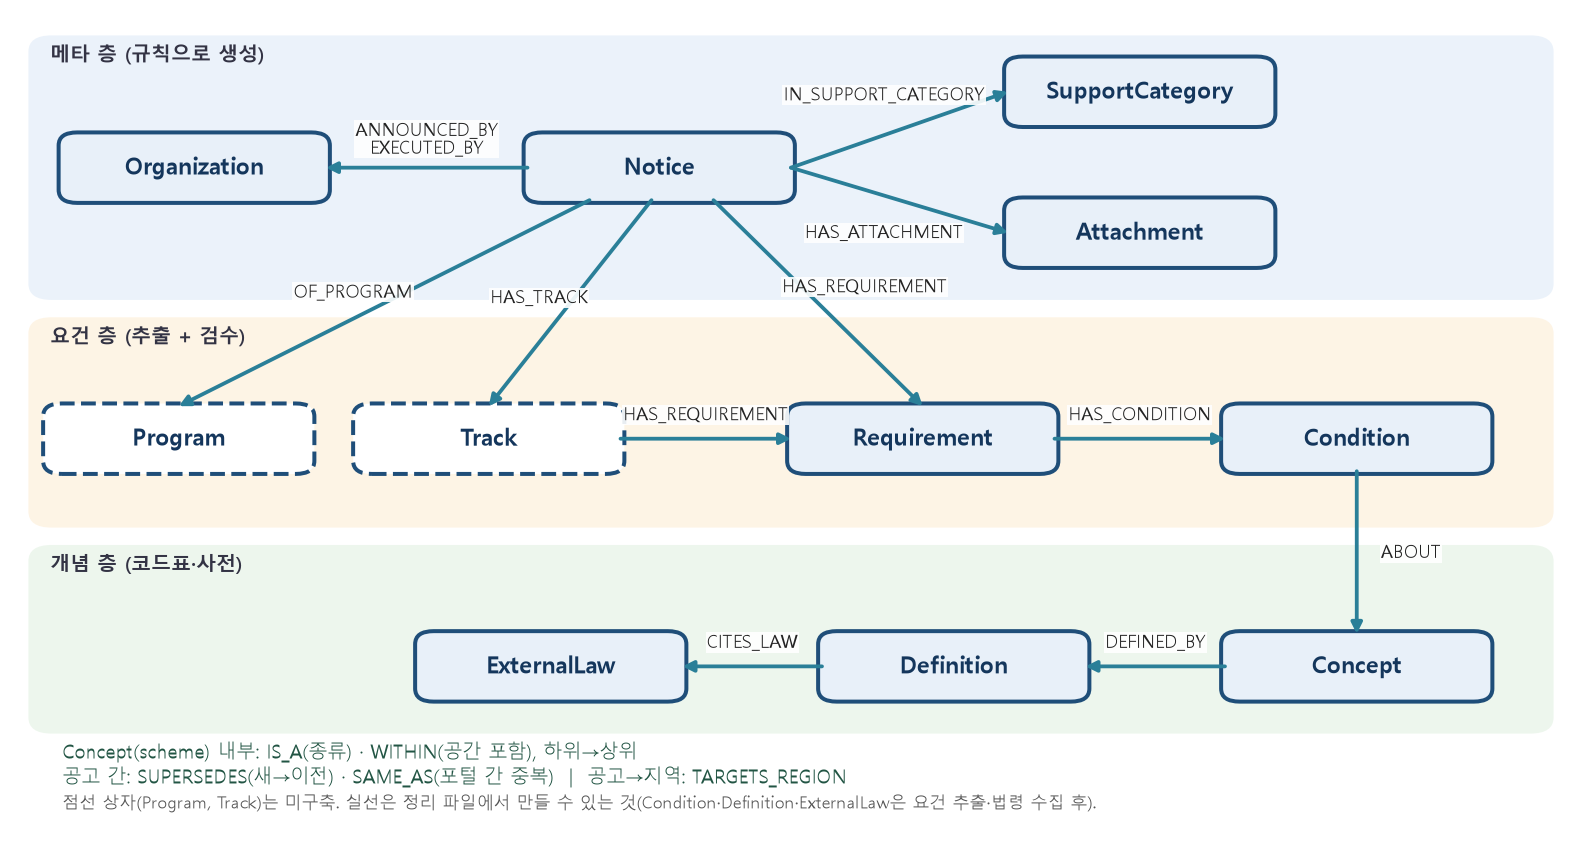 메타 층 (규칙으로 생성)
IN_SUPPORT_CATEGORY
SupportCategory
ANNOUNCED_BY
EXECUTED_BY
Organization
Notice
HAS_ATTACHMENT
Attachment
OF_PROGRAM
HAS_TRACK
HAS_REQUIREMENT
요건 층 (추출 + 검수)
Program
Track
HAS_REQUIREMENT
Requirement
HAS_CONDITION
Condition
ABOUT
개념 층 (코드표·사전)
ExternalLaw
CITES_LAW
Definition
DEFINED_BY
Concept
Concept(scheme) 내부: IS_A(종류) · WITHIN(공간 포함), 하위→상위
공고 간: SUPERSEDES(새→이전) · SAME_AS(포털 간 중복) | 공고→지역: TARGETS_REGION
점선 상자(Program, Track)는 미구축. 실선은 정리 파일에서 만들 수 있는 것(Condition·Definition·ExternalLaw은 요건 추출·법령 수집 후).